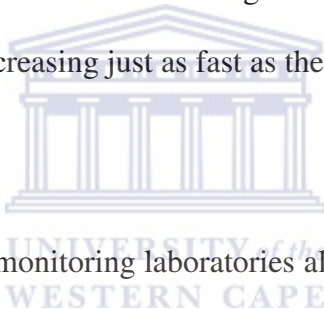 creasing just as fast as the
UNIVERSITY of the
monitoring laboratories al
WESTERN CAPE